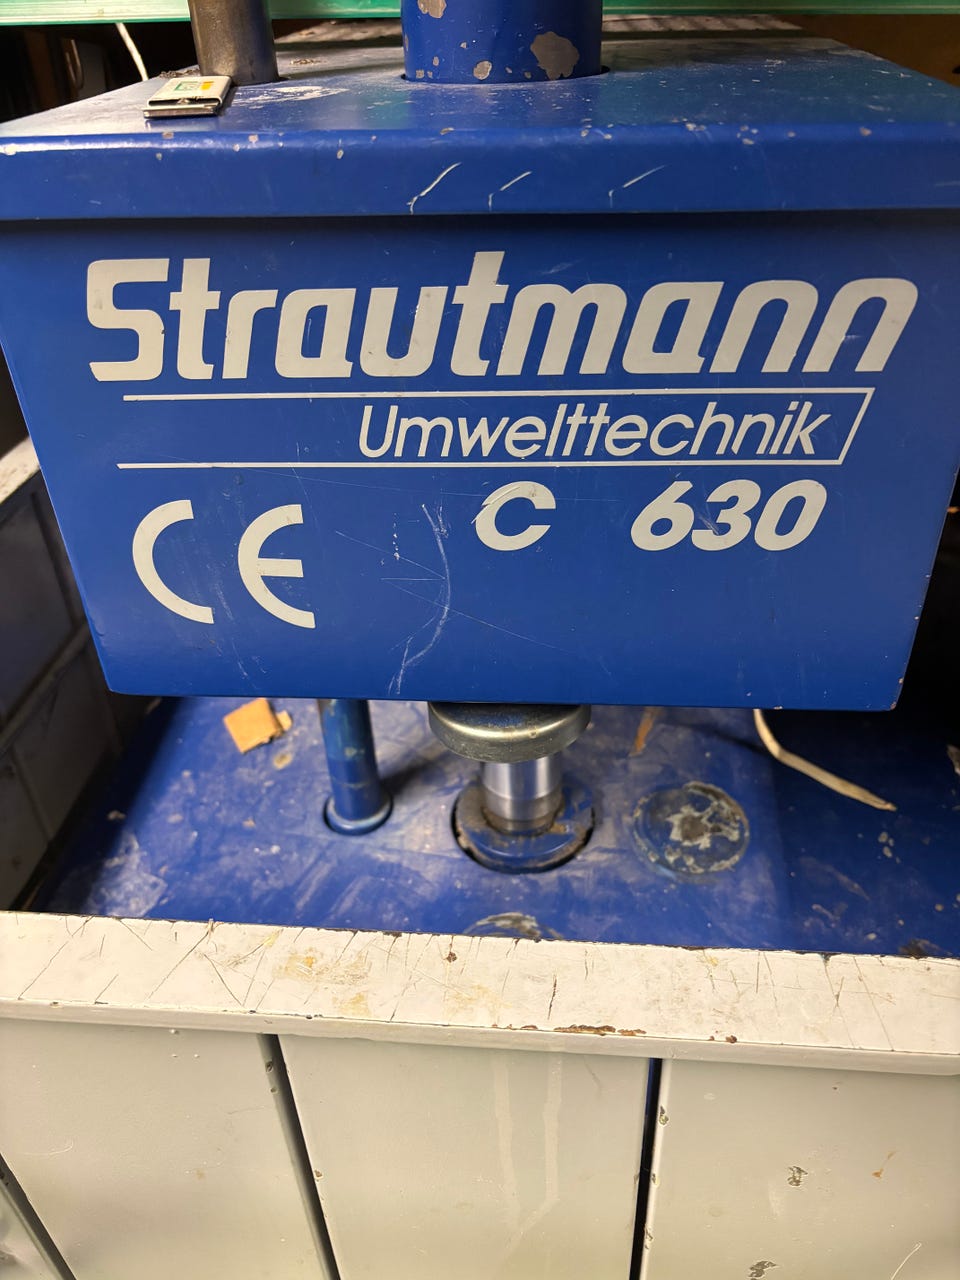 Strautmann
Umwelttechnik
CE
C 630